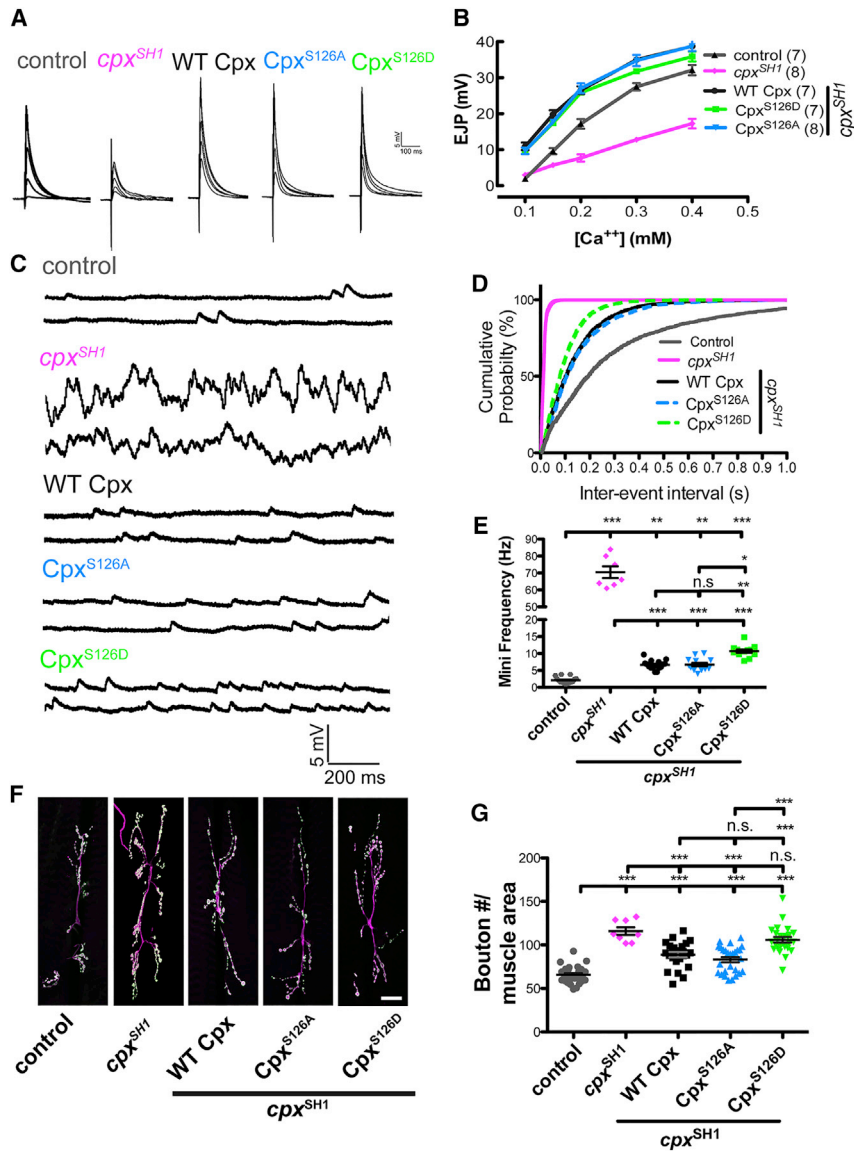 A
control
cpxSH1
WT Cpx
CpxS126A
CpxS126D
5 mV
100 ms
B
EJP (mV)
40
30
20
10
0
0.1
0.2
0.3
0.4
0.5
[Ca++] (mM)
control (7)
cpxSH1 (8)
WT Cpx (7)
CpxS126D (7)
CpxS126A (8)
cpxSH1
C
control
cpxSH1
WT Cpx
CpxS126A
CpxS126D
5 mV
200 ms
D
Cumulative
Probability (%)
100
50
0.0 0.1 0.2 0.3 0.4 0.5 0.6 0.7 0.8 0.9 1.0
Inter-event interval (s)
Control
cpxSH1
WT Cpx
CpxS126A
CpxS126D
cpxSH1
E
Mini Frequency (Hz)
*** ** ** ***
*
n.s **
*** *** ***
90
80
70
60
50
40
20
15
10
5
0
control
cpxSH1
WT Cpx
CpxS126A
CpxS126D
cpxSH1
F
control
cpxSH1
WT Cpx
CpxS126A
CpxS126D
cpxSH1
G
Bouton #/
muscle area
***
n.s. ***
*** *** n.s.
*** *** *** ***
200
150
100
50
0
control
cpxSH1
WT Cpx
CpxS126A
CpxS126D
cpxSH1